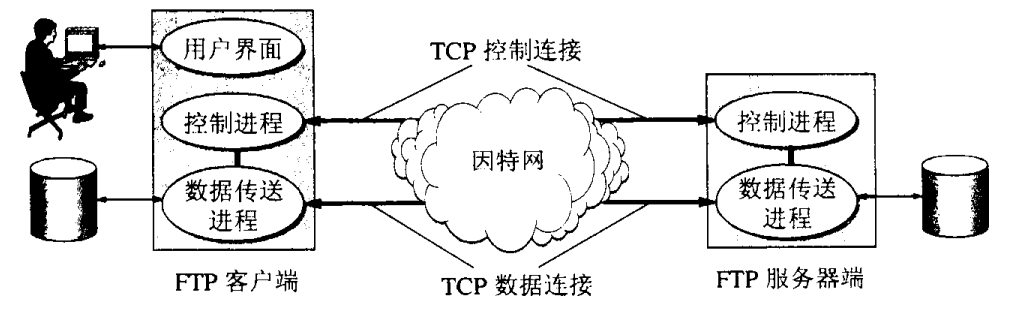 用户界面
TCP 控制连接
控制进程
因特网
控制进程
数据传送
进程
数据传送
进程
FTP 客户端
TCP 数据连接
FTP 服务器端